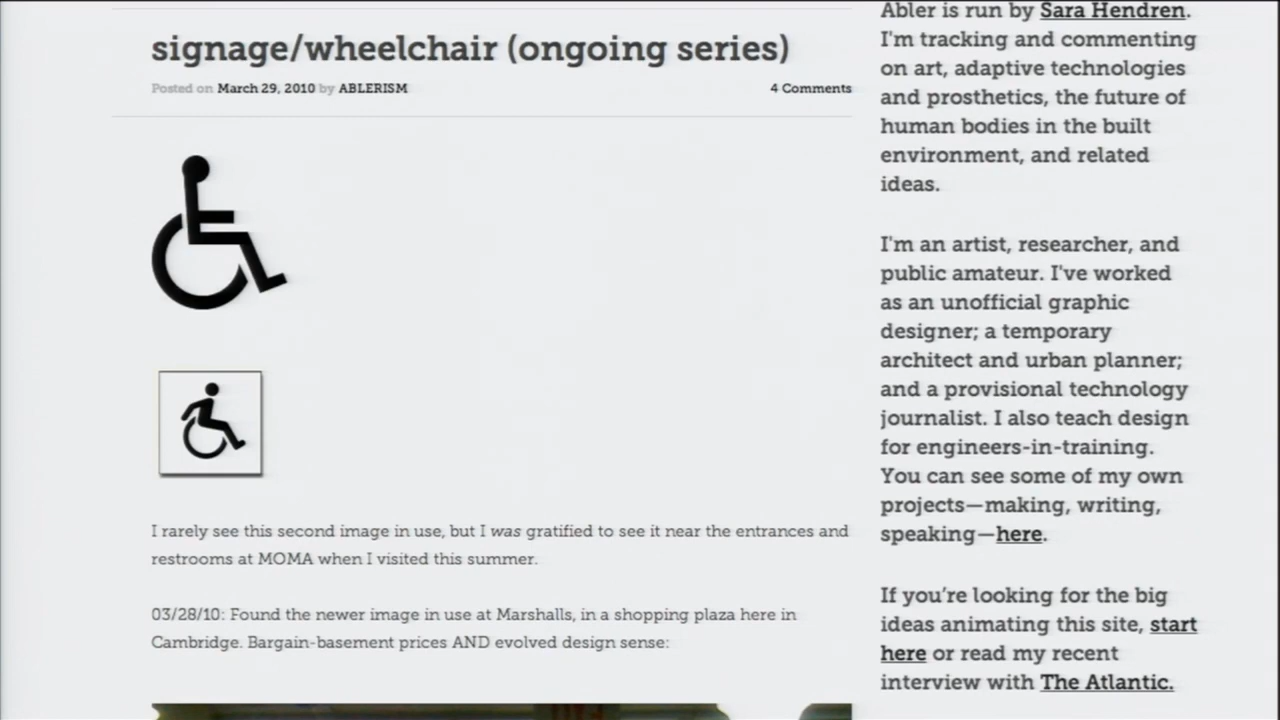 signage/wheelchair (ongoing series)
Posted on March 29, 2010 by ABLERISM
4 Comments
I rarely see this second image in use, but I was gratified to see it near the entrances and
restrooms at MOMA when I visited this summer.
03/28/10: Found the newer image in use at Marshalls, in a shopping plaza here in
Cambridge. Bargain-basement prices AND evolved design sense:
Abler is run by Sara Hendren.
I'm tracking and commenting
on art, adaptive technologies
and prosthetics, the future of
human bodies in the built
environment, and related
ideas.
I'm an artist, researcher, and
public amateur. I've worked
as an unofficial graphic
designer; a temporary
architect and urban planner;
and a provisional technology
journalist. I also teach design
for engineers-in-training.
You can see some of my own
projects—making, writing,
speaking—here.
If you’re looking for the big
ideas animating this site, start
here or read my recent
interview with The Atlantic.